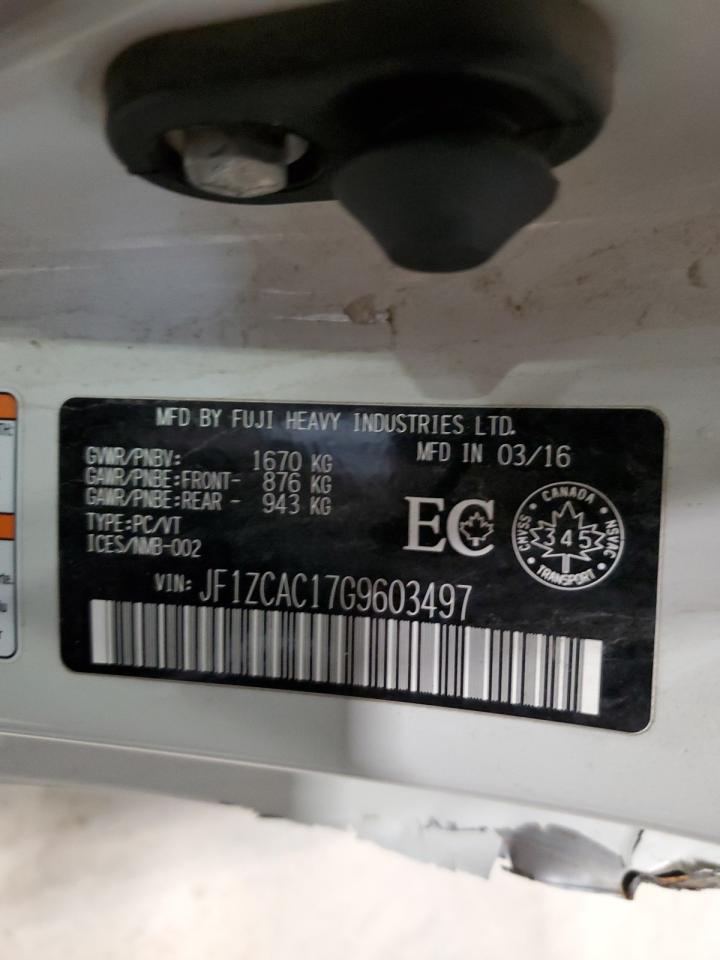 MFD BY FUJI HEAVY INDUSTRIES LTD.
GVWR/PNBV: 1670 KG
MFD IN 03/16
GAWR/PNBE:FRONT- 876 KG
GAWR/PNBE:REAR - 943 KG
TYPE:PC/VT
ICES/NMB-002
EC
CANADA
CMVSS 345 NSVAC
TRANSPORT
VIN: JF1ZCAC17G9603497